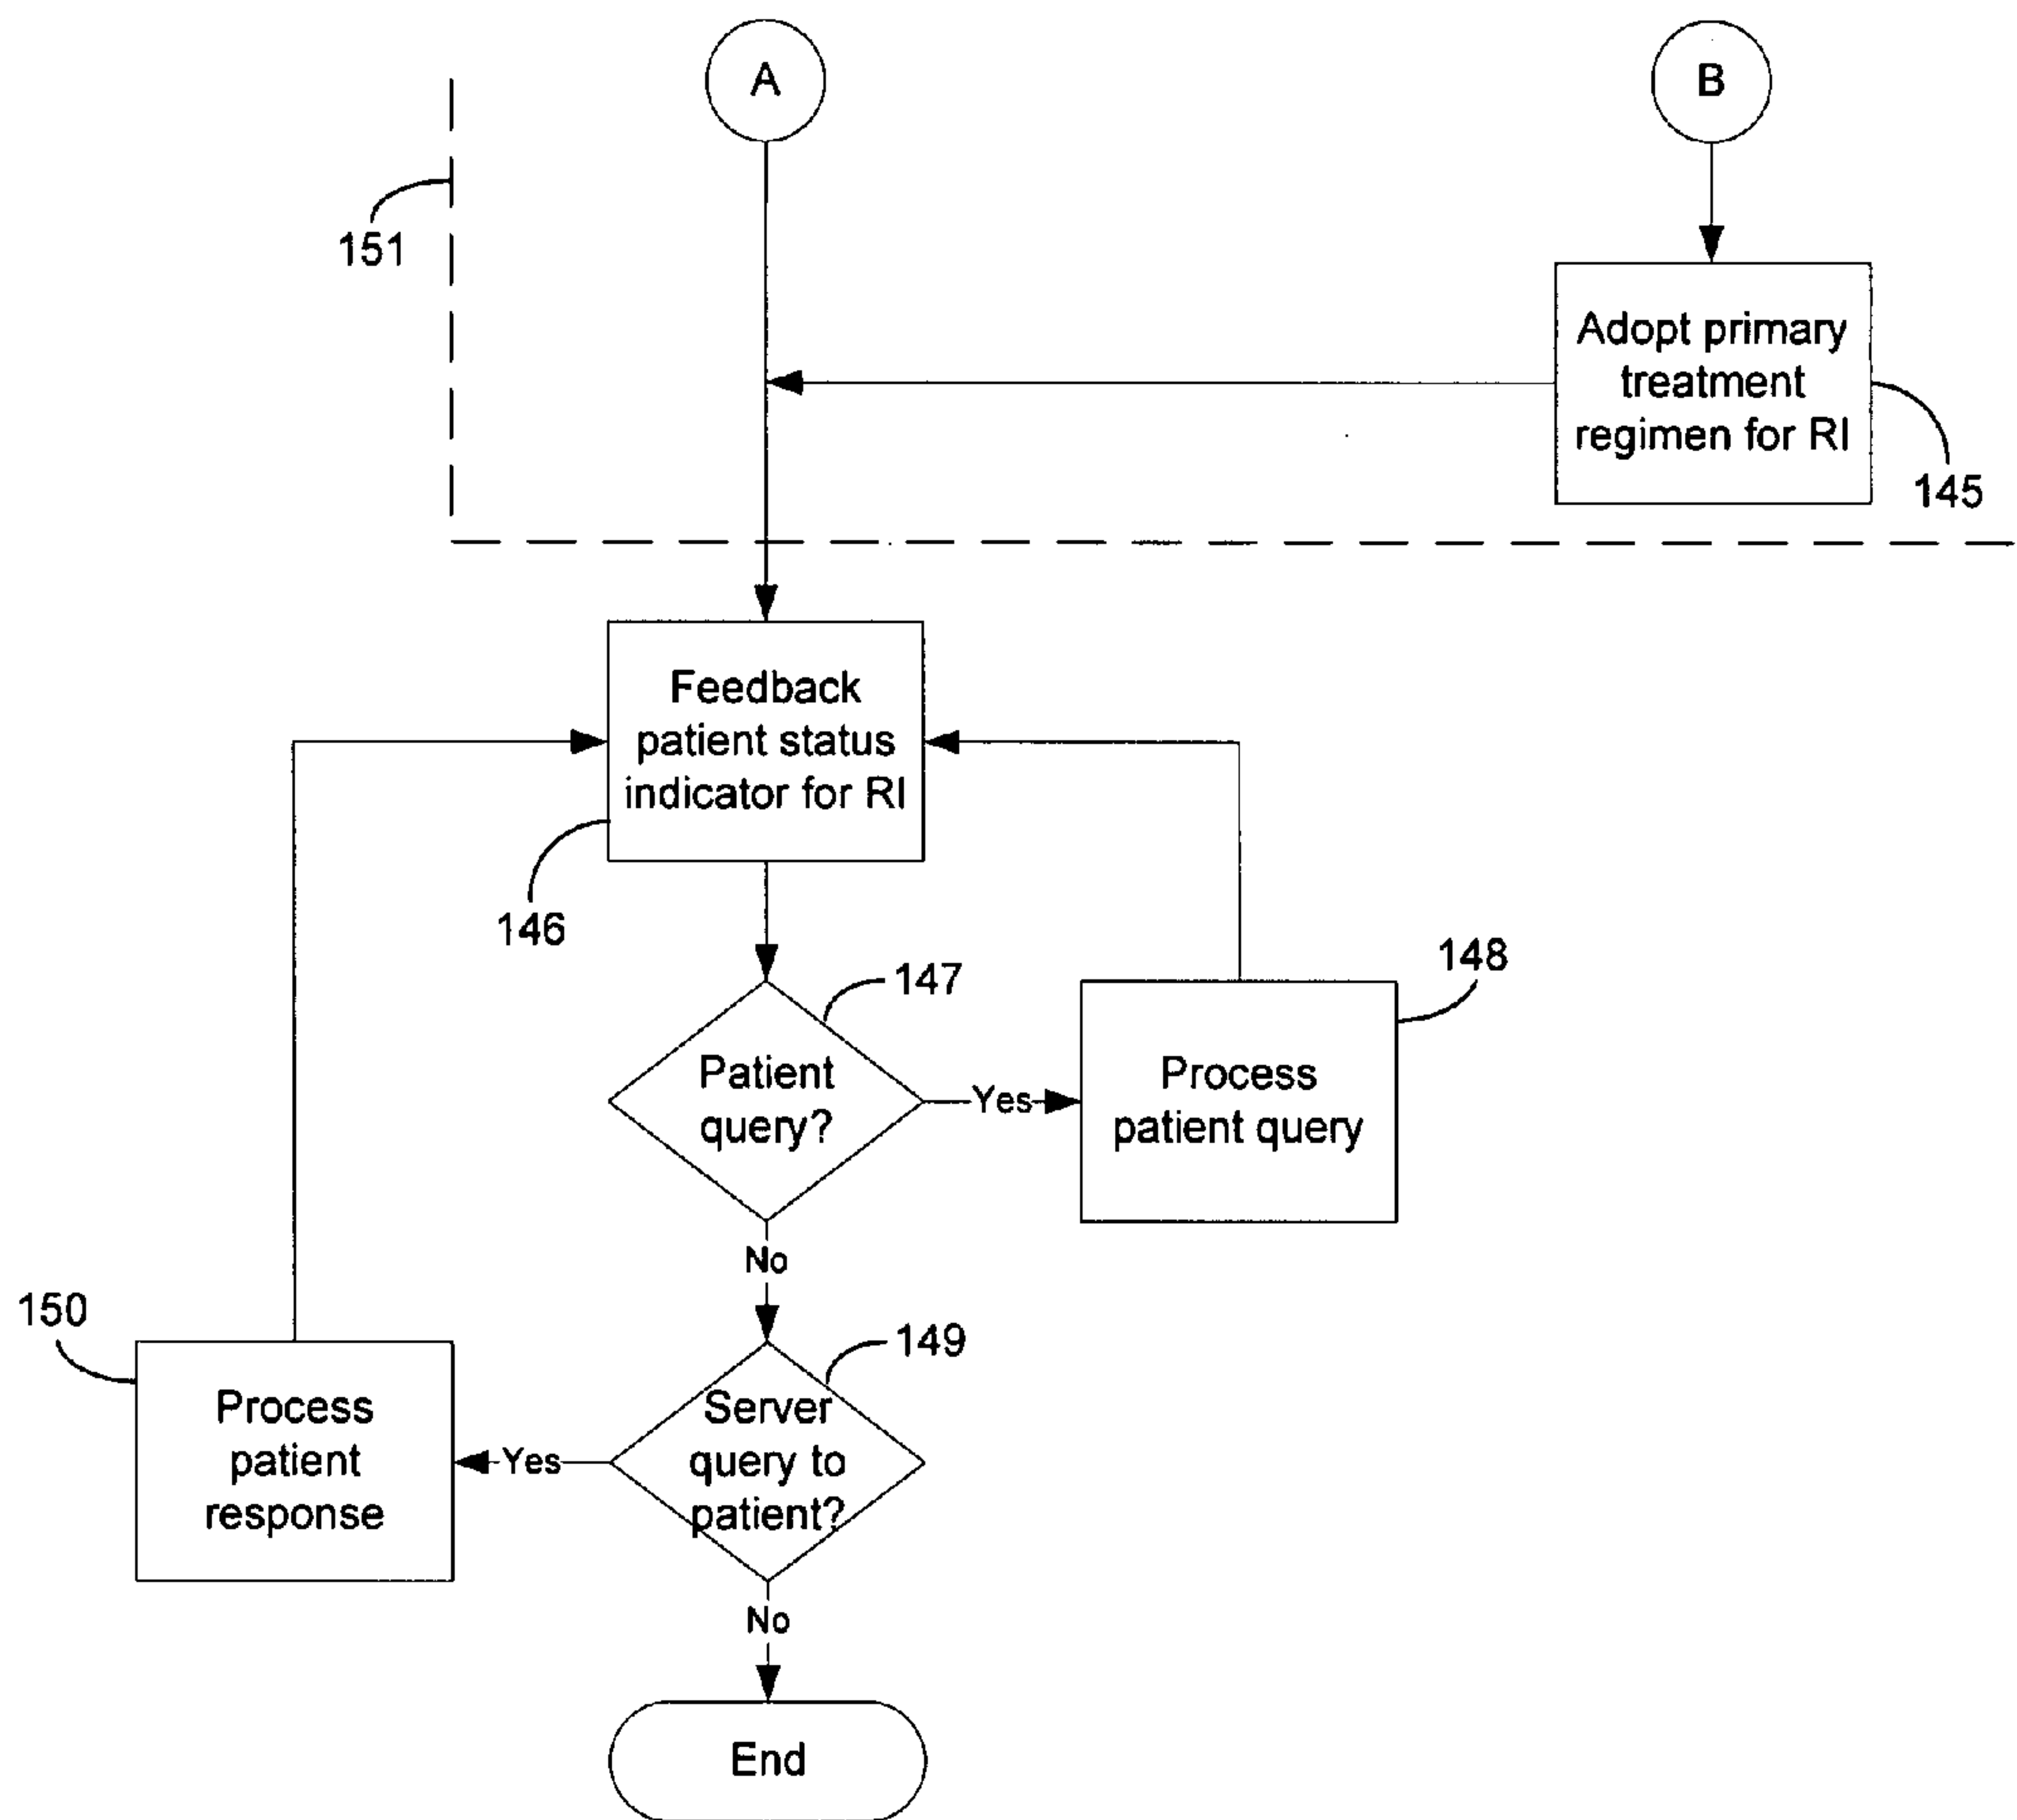 A
B
151
Adopt primary
treatment
regimen for RI
145
Feedback
patient status
indicator for RI
146
147
148
Patient
query?
Yes
Process
patient query
No
150
149
Process
patient
response
Yes
Server
query to
patient?
No
End